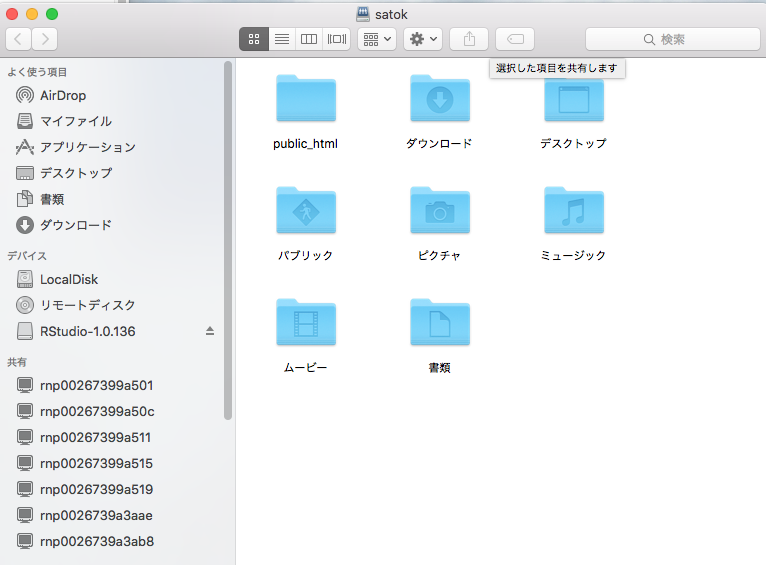 satok
検索
選択した項目を共有します
よく使う項目
AirDrop
マイファイル
アプリケーション
デスクトップ
書類
ダウンロード
デバイス
LocalDisk
リモートディスク
RStudio-1.0.136
共有
rnp00267399a501
rnp00267399a50c
rnp00267399a511
rnp00267399a515
rnp00267399a519
rnp0026739a3aae
rnp0026739a3ab8
public_html
ダウンロード
デスクトップ
パブリック
ピクチャ
ミュージック
ムービー
書類